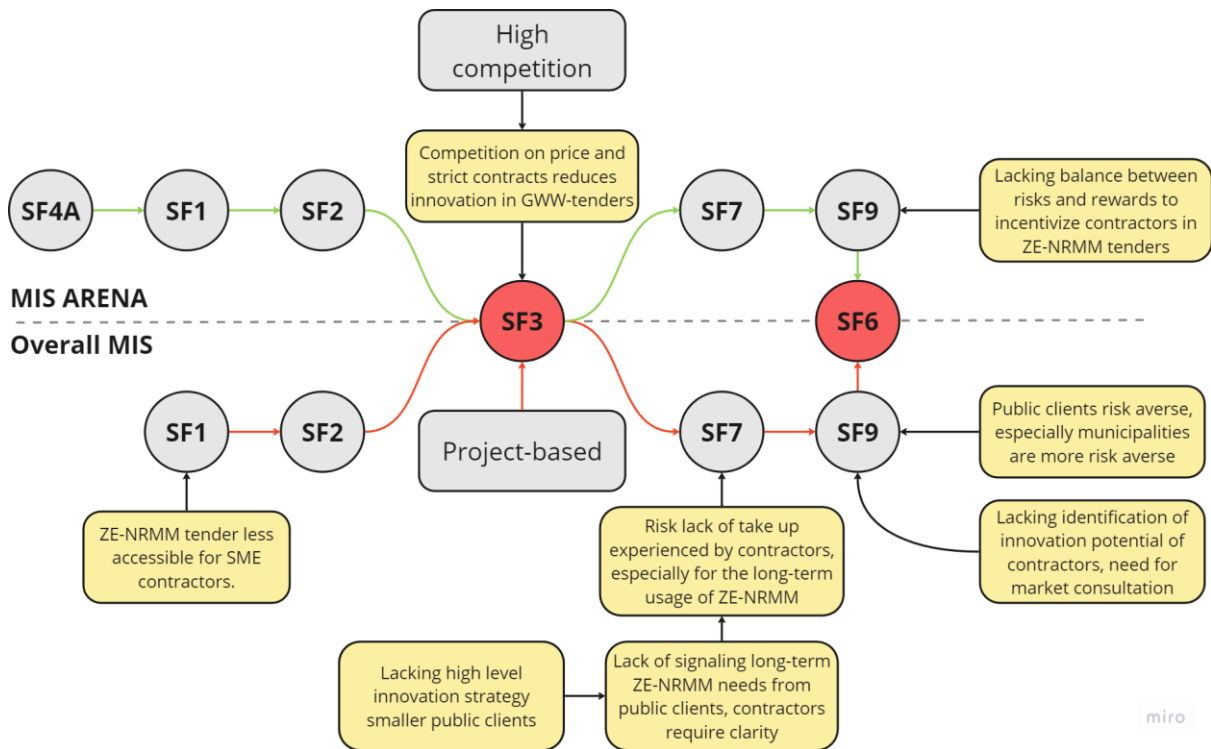 High
competition
Competition on price and
strict contracts reduces
innovation in GWW-tenders
SF4A
SF1
SF2
SF7
SF9
Lacking balance between
risks and rewards to
incentivize contractors in
ZE-NRMM tenders
MIS ARENA
SF3
SF6
Overall MIS
SF1
SF2
Project-based
SF7
SF9
Public clients risk averse,
especially municipalities
are more risk averse
ZE-NRMM tender less
accessible for SME
contractors.
Risk lack of take up
experienced by contractors,
especially for the long-term
usage of ZE-NRMM
Lacking identification of
innovation potential of
contractors, need for
market consultation
Lacking high level
innovation strategy
smaller public clients
Lack of signaling long-term
ZE-NRMM needs from
public clients, contractors
require clarity
miro